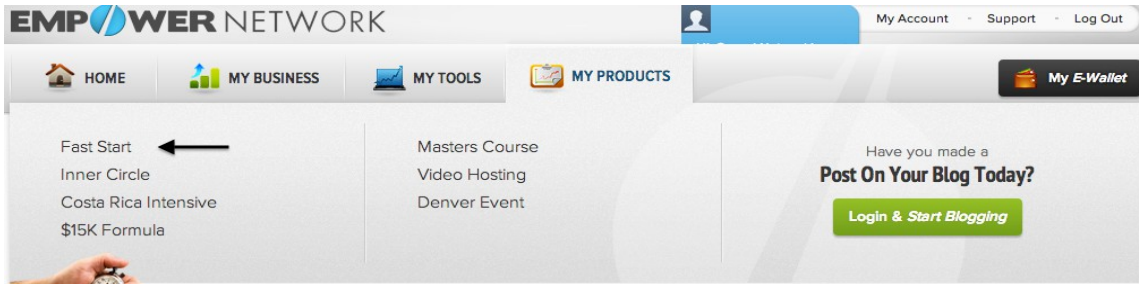 EMPOWER NETWORK
My Account - Support - Log Out
HOME
MY BUSINESS
MY TOOLS
MY PRODUCTS
My E-Wallet
Fast Start
Inner Circle
Costa Rica Intensive
$15K Formula
Masters Course
Video Hosting
Denver Event
Have you made a
Post On Your Blog Today?
Login & Start Blogging